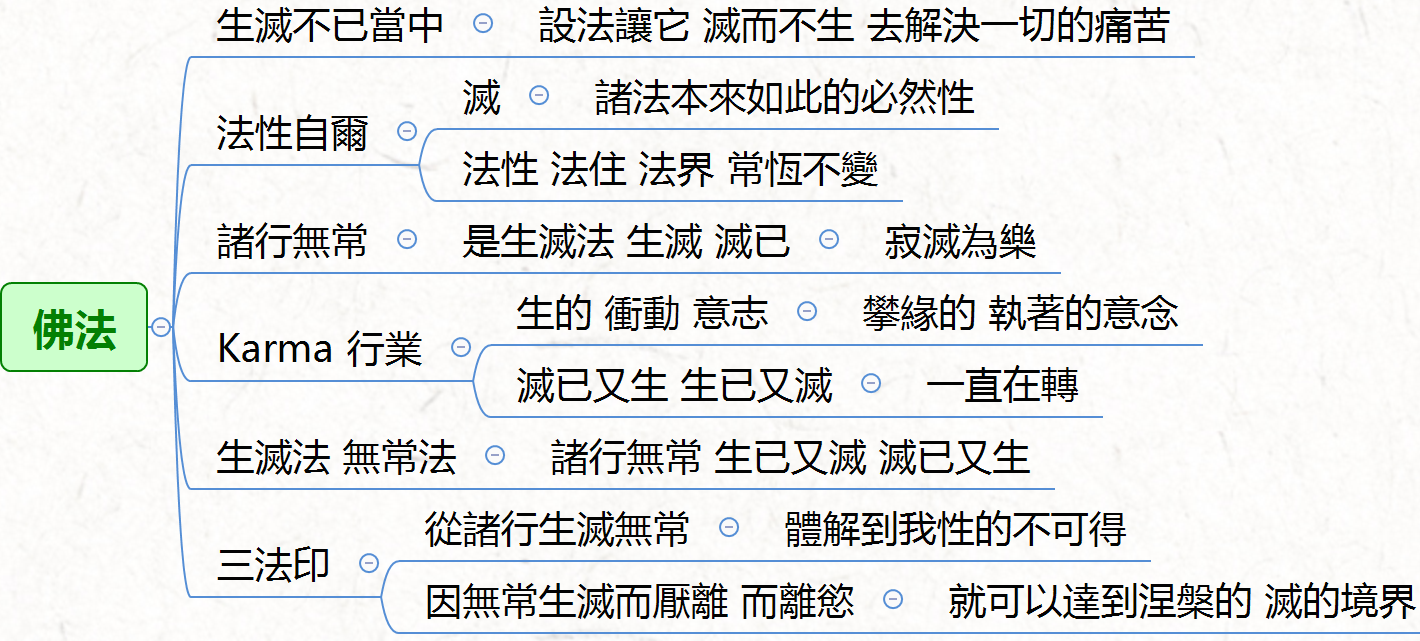 佛法
生滅不已當中 設法讓它 滅而不生 去解決一切的痛苦
法性自爾
滅 諸法本來如此的必然性
法性 法住 法界 常恆不變
諸行無常 是生滅法 生滅 滅已 寂滅為樂
Karma 行業
生的 衝動 意志 攀緣的 執著的意念
滅已又生 生已又滅 一直在轉
生滅法 無常法 諸行無常 生已又滅 滅已又生
三法印
從諸行生滅無常 體解到我性的不可得
因無常生滅而厭離 而離慾 就可以達到涅槃的 滅的境界